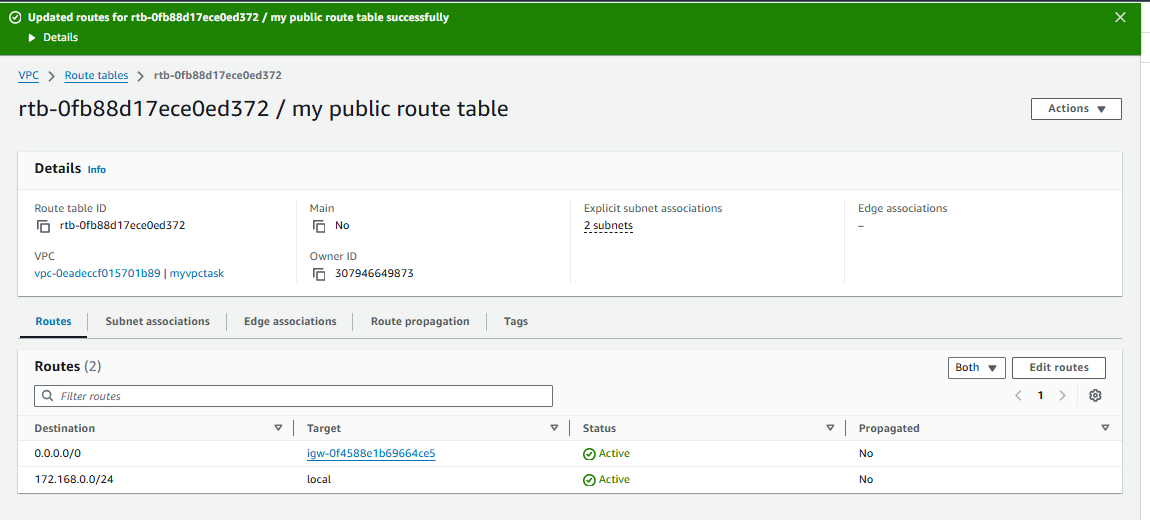 Updated routes for rtb-0fb88d17ece0ed372 / my public route table successfully
Details
VPC > Route tables > rtb-0fb88d17ece0ed372
rtb-0fb88d17ece0ed372 / my public route table
Actions
Details Info
Route table ID
rtb-0fb88d17ece0ed372
Main
No
Explicit subnet associations
2 subnets
Edge associations
–
VPC
vpc-0eadeccf015701b89 | myvpctask
Owner ID
307946649873
Routes Subnet associations Edge associations Route propagation Tags
Routes (2)
Both Edit routes
Filter routes
1
Destination Target Status Propagated
0.0.0.0/0 igw-0f4588e1b69664ce5 Active No
172.168.0.0/24 local Active No